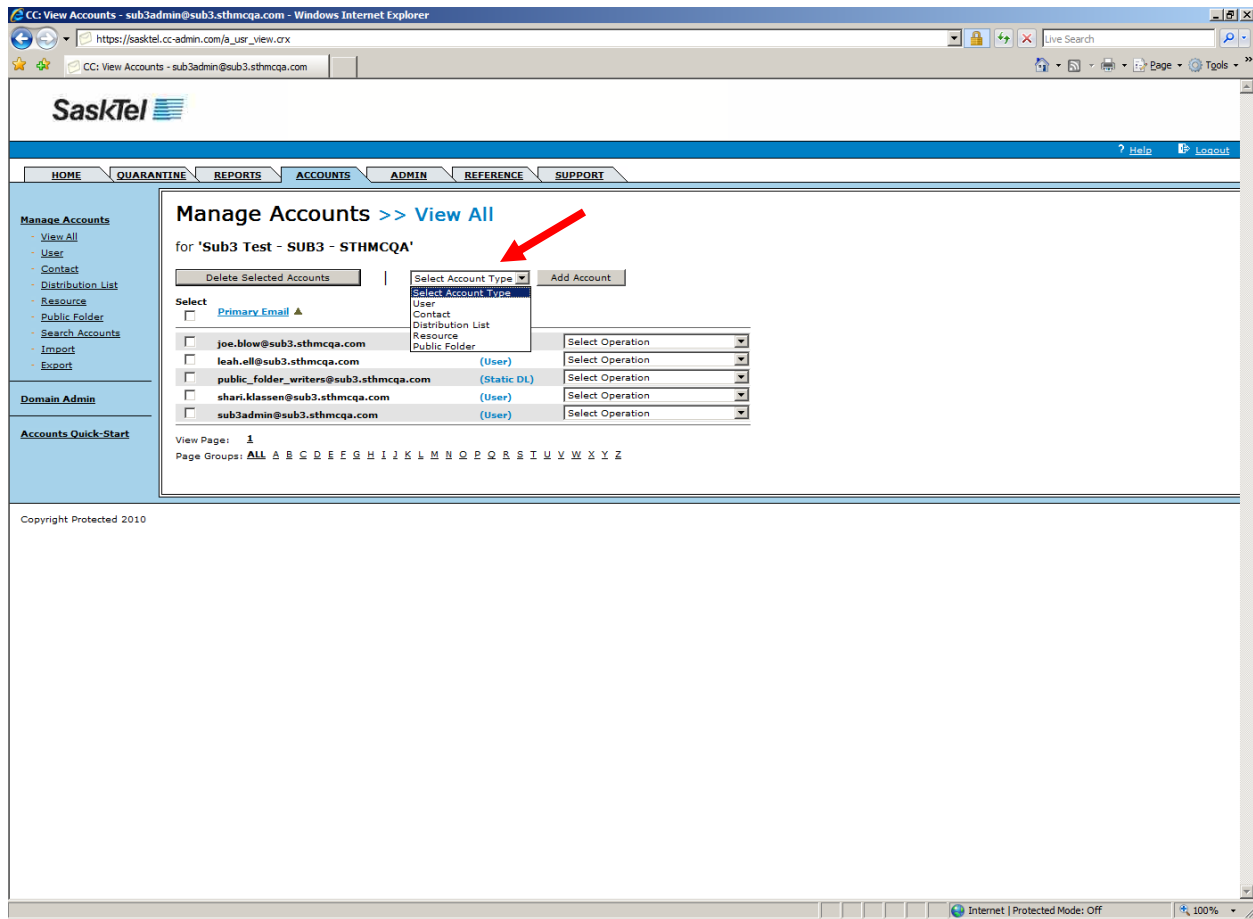 CC: View Accounts - sub3admin@sub3.sthmcqa.com - Windows Internet Explorer
https://sasktel.cc-admin.com/a_usr_view.crx
Live Search
CC: View Accounts - sub3admin@sub3.sthmcqa.com
Page Tools »
SaskTel
? Help Logout
HOME QUARANTINE REPORTS ACCOUNTS ADMIN REFERENCE SUPPORT
Manage Accounts
View All
User
Contact
Distribution List
Resource
Public Folder
Search Accounts
Import
Export
Domain Admin
Accounts Quick-Start
Manage Accounts >> View All
for 'Sub3 Test - SUB3 - STHMCQA'
Delete Selected Accounts | Select Account Type Add Account
Select Account Type
User
Contact
Distribution List
Resource
Public Folder
Select
Primary Email
joe.blow@sub3.sthmcqa.com Select Operation
leah.ell@sub3.sthmcqa.com (User) Select Operation
public_folder_writers@sub3.sthmcqa.com (Static DL) Select Operation
shari.klassen@sub3.sthmcqa.com (User) Select Operation
sub3admin@sub3.sthmcqa.com (User) Select Operation
View Page: 1
Page Groups: ALL A B C D E F G H I J K L M N O P Q R S T U V W X Y Z
Copyright Protected 2010
Internet | Protected Mode: Off 100%